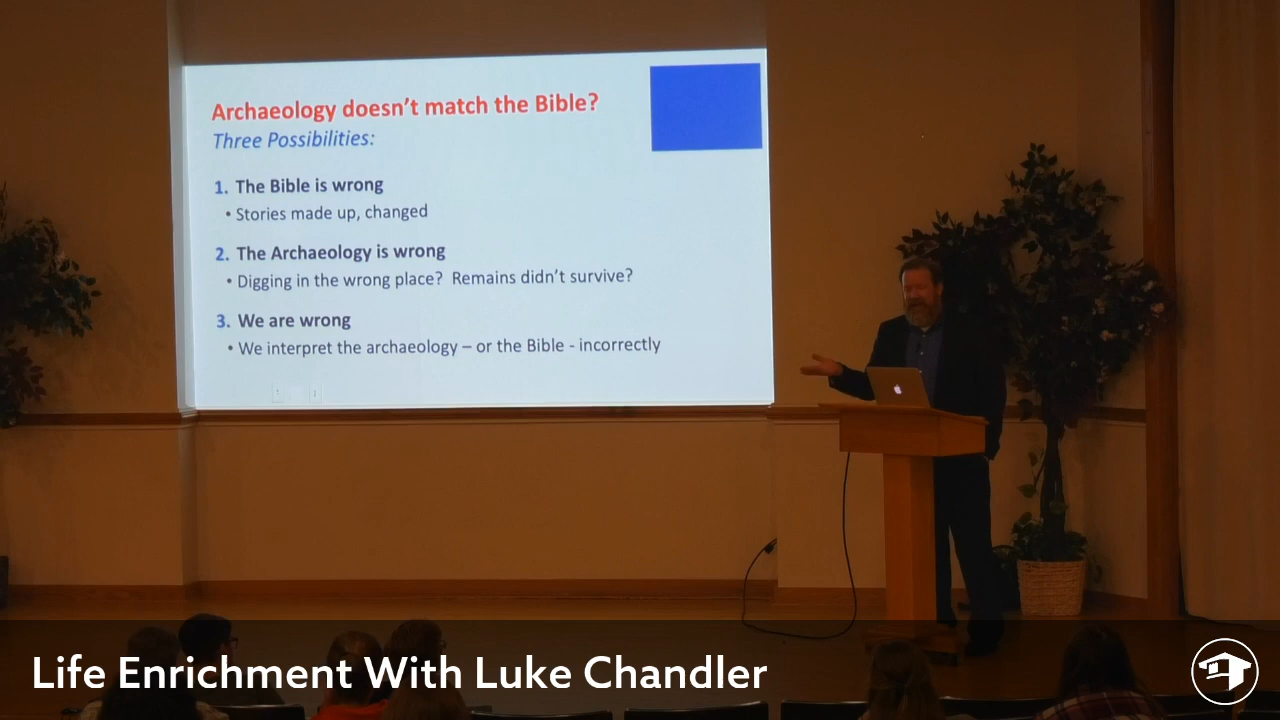 Archaeology doesn't match the Bible?
Three Possibilities:
1. The Bible is wrong
• Stories made up, changed
2. The Archaeology is wrong
• Digging in the wrong place? Remains didn't survive?
3. We are wrong
• We interpret the archaeology – or the Bible - incorrectly
Life Enrichment With Luke Chandler